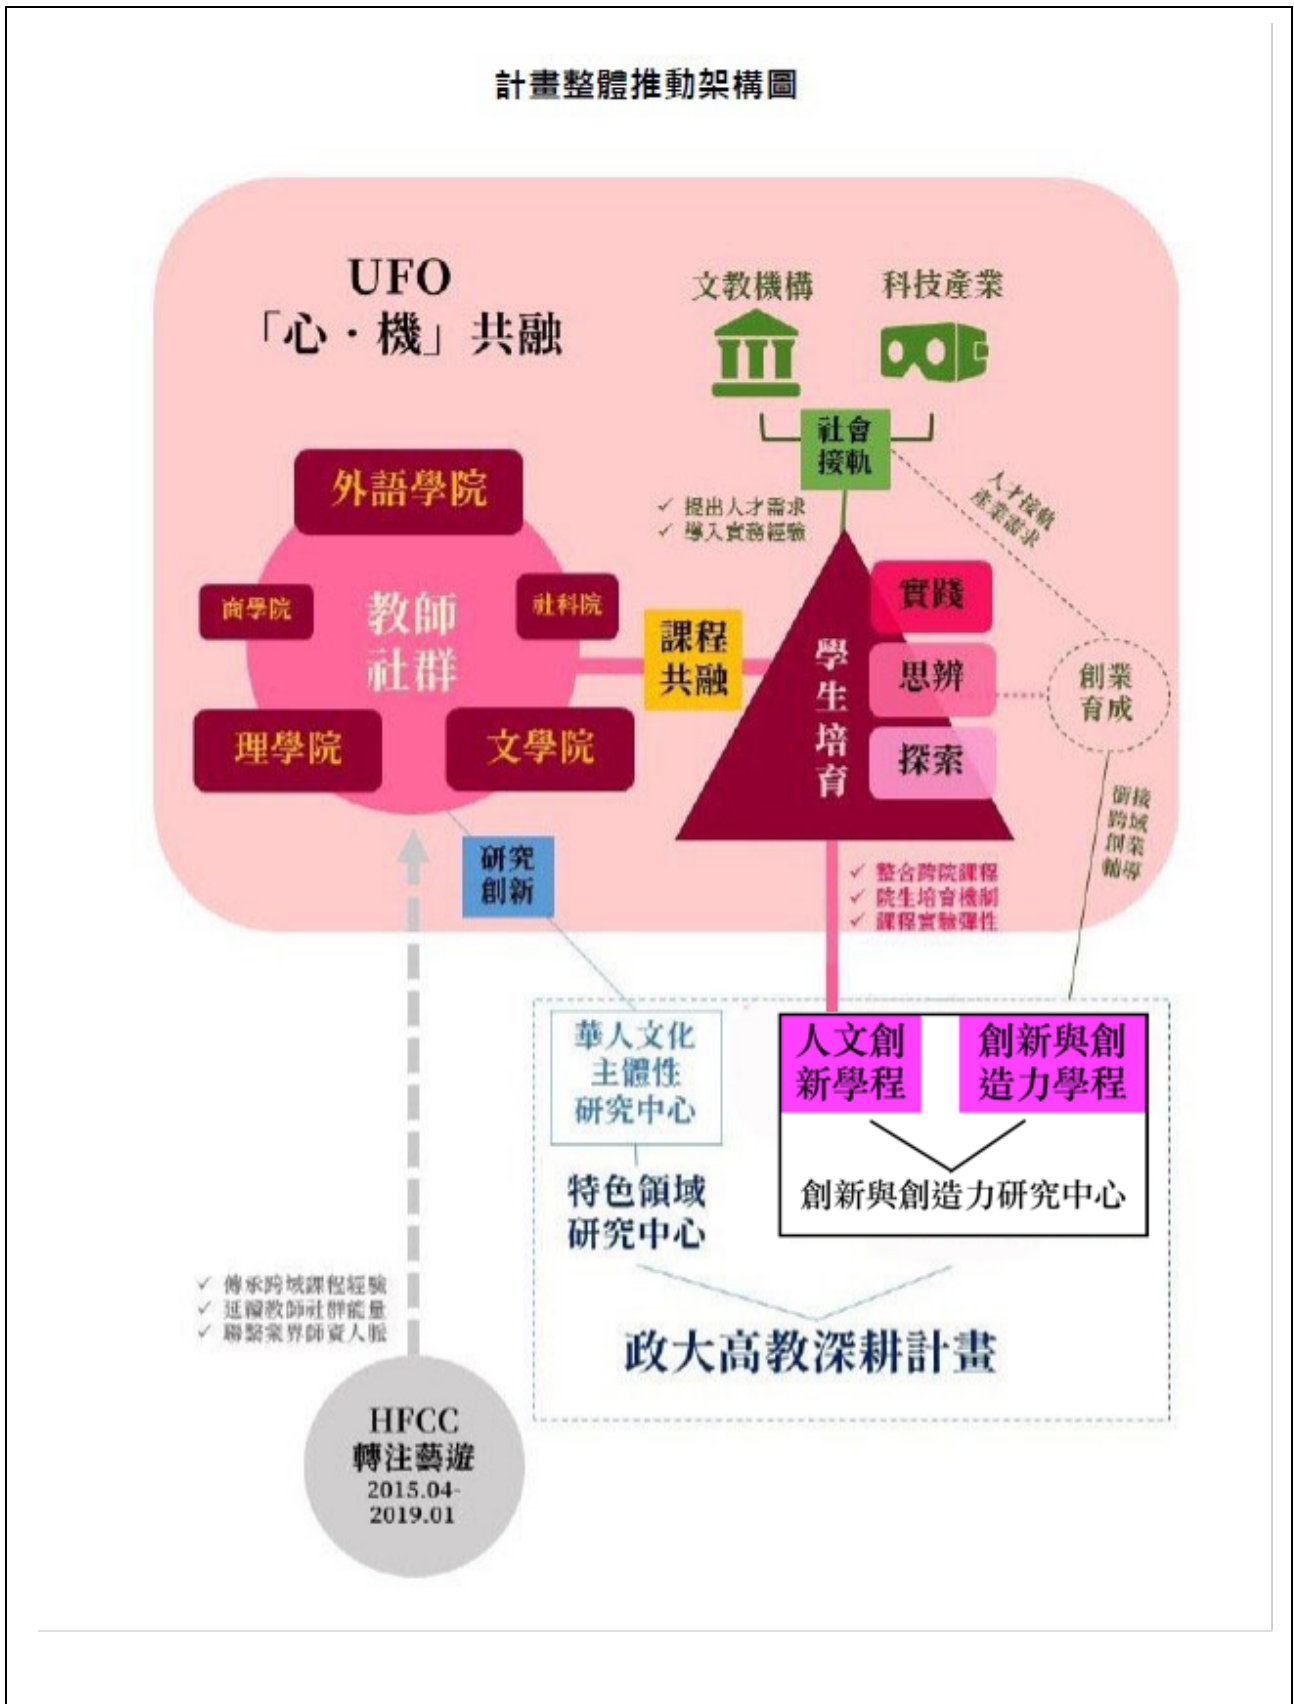 計畫整體推動架構圖
UFO
「心・機」共融
文教機構
科技產業
社會
接軌
✓ 提出人才需求
✓ 導入實務經驗
人才接軌
產業需求
外語學院
商學院
社科院
教師
社群
理學院
文學院
課程
共融
學
生
培
育
實踐
思辨
探索
創業
育成
銜接
跨域
創業
輔導
研究
創新
✓ 整合跨院課程
✓ 院生培育機制
✓ 課程實驗彈性
華人文化
主體性
研究中心
特色領域
研究中心
人文創
新學程
創新與創
造力學程
創新與創造力研究中心
政大高教深耕計畫
✓ 傳承跨域課程經驗
✓ 延續教師社群能量
✓ 聯繫業界師資人脈
HFCC
轉注藝遊
2015.04-
2019.01